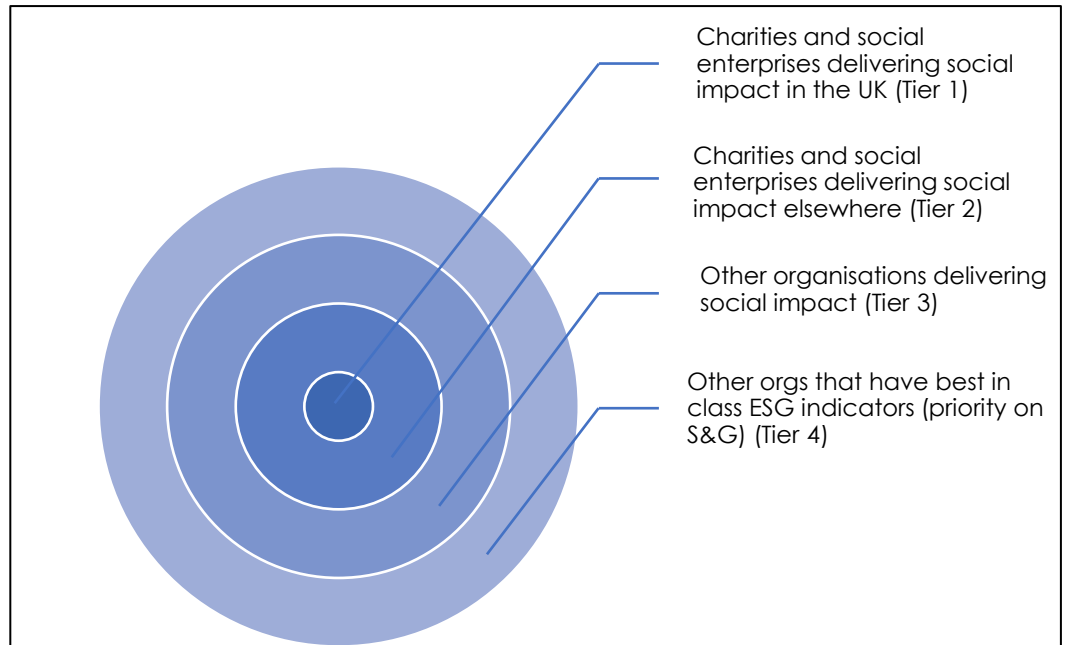 Charities and social
enterprises delivering social
impact in the UK (Tier 1)
Charities and social
enterprises delivering social
impact elsewhere (Tier 2)
Other organisations delivering
social impact (Tier 3)
Other orgs that have best in
class ESG indicators (priority on
S&G) (Tier 4)